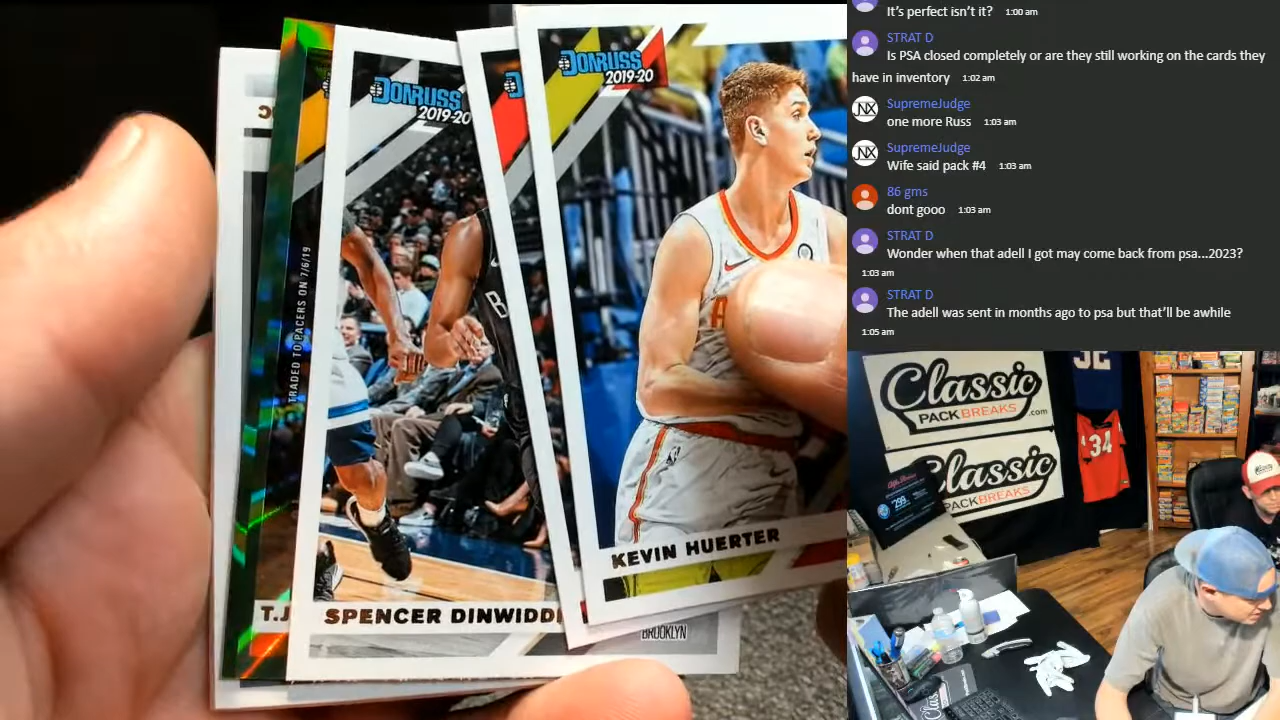 DONRUSS
2019-20
DONRUSS
2019-20
TRADED TO PACERS ON 7/6/19
KEVIN HUERTER
T.J
SPENCER DINWIDDI
BROOKLYN
It's perfect isn't it? 1:00 am
STRAT D
Is PSA closed completely or are they still working on the cards they
have in inventory 1:02 am
SupremeJudge
one more Russ 1:03 am
SupremeJudge
Wife said pack #4 1:03 am
86 gms
dont gooo 1:03 am
STRAT D
Wonder when that adell I got may come back from psa...2023?
1:03 am
STRAT D
The adell was sent in months ago to psa but that'll be awhile
1:05 am
Classic
PACKBREAKS.com
Classic
PACKBREAKS
32
34
299